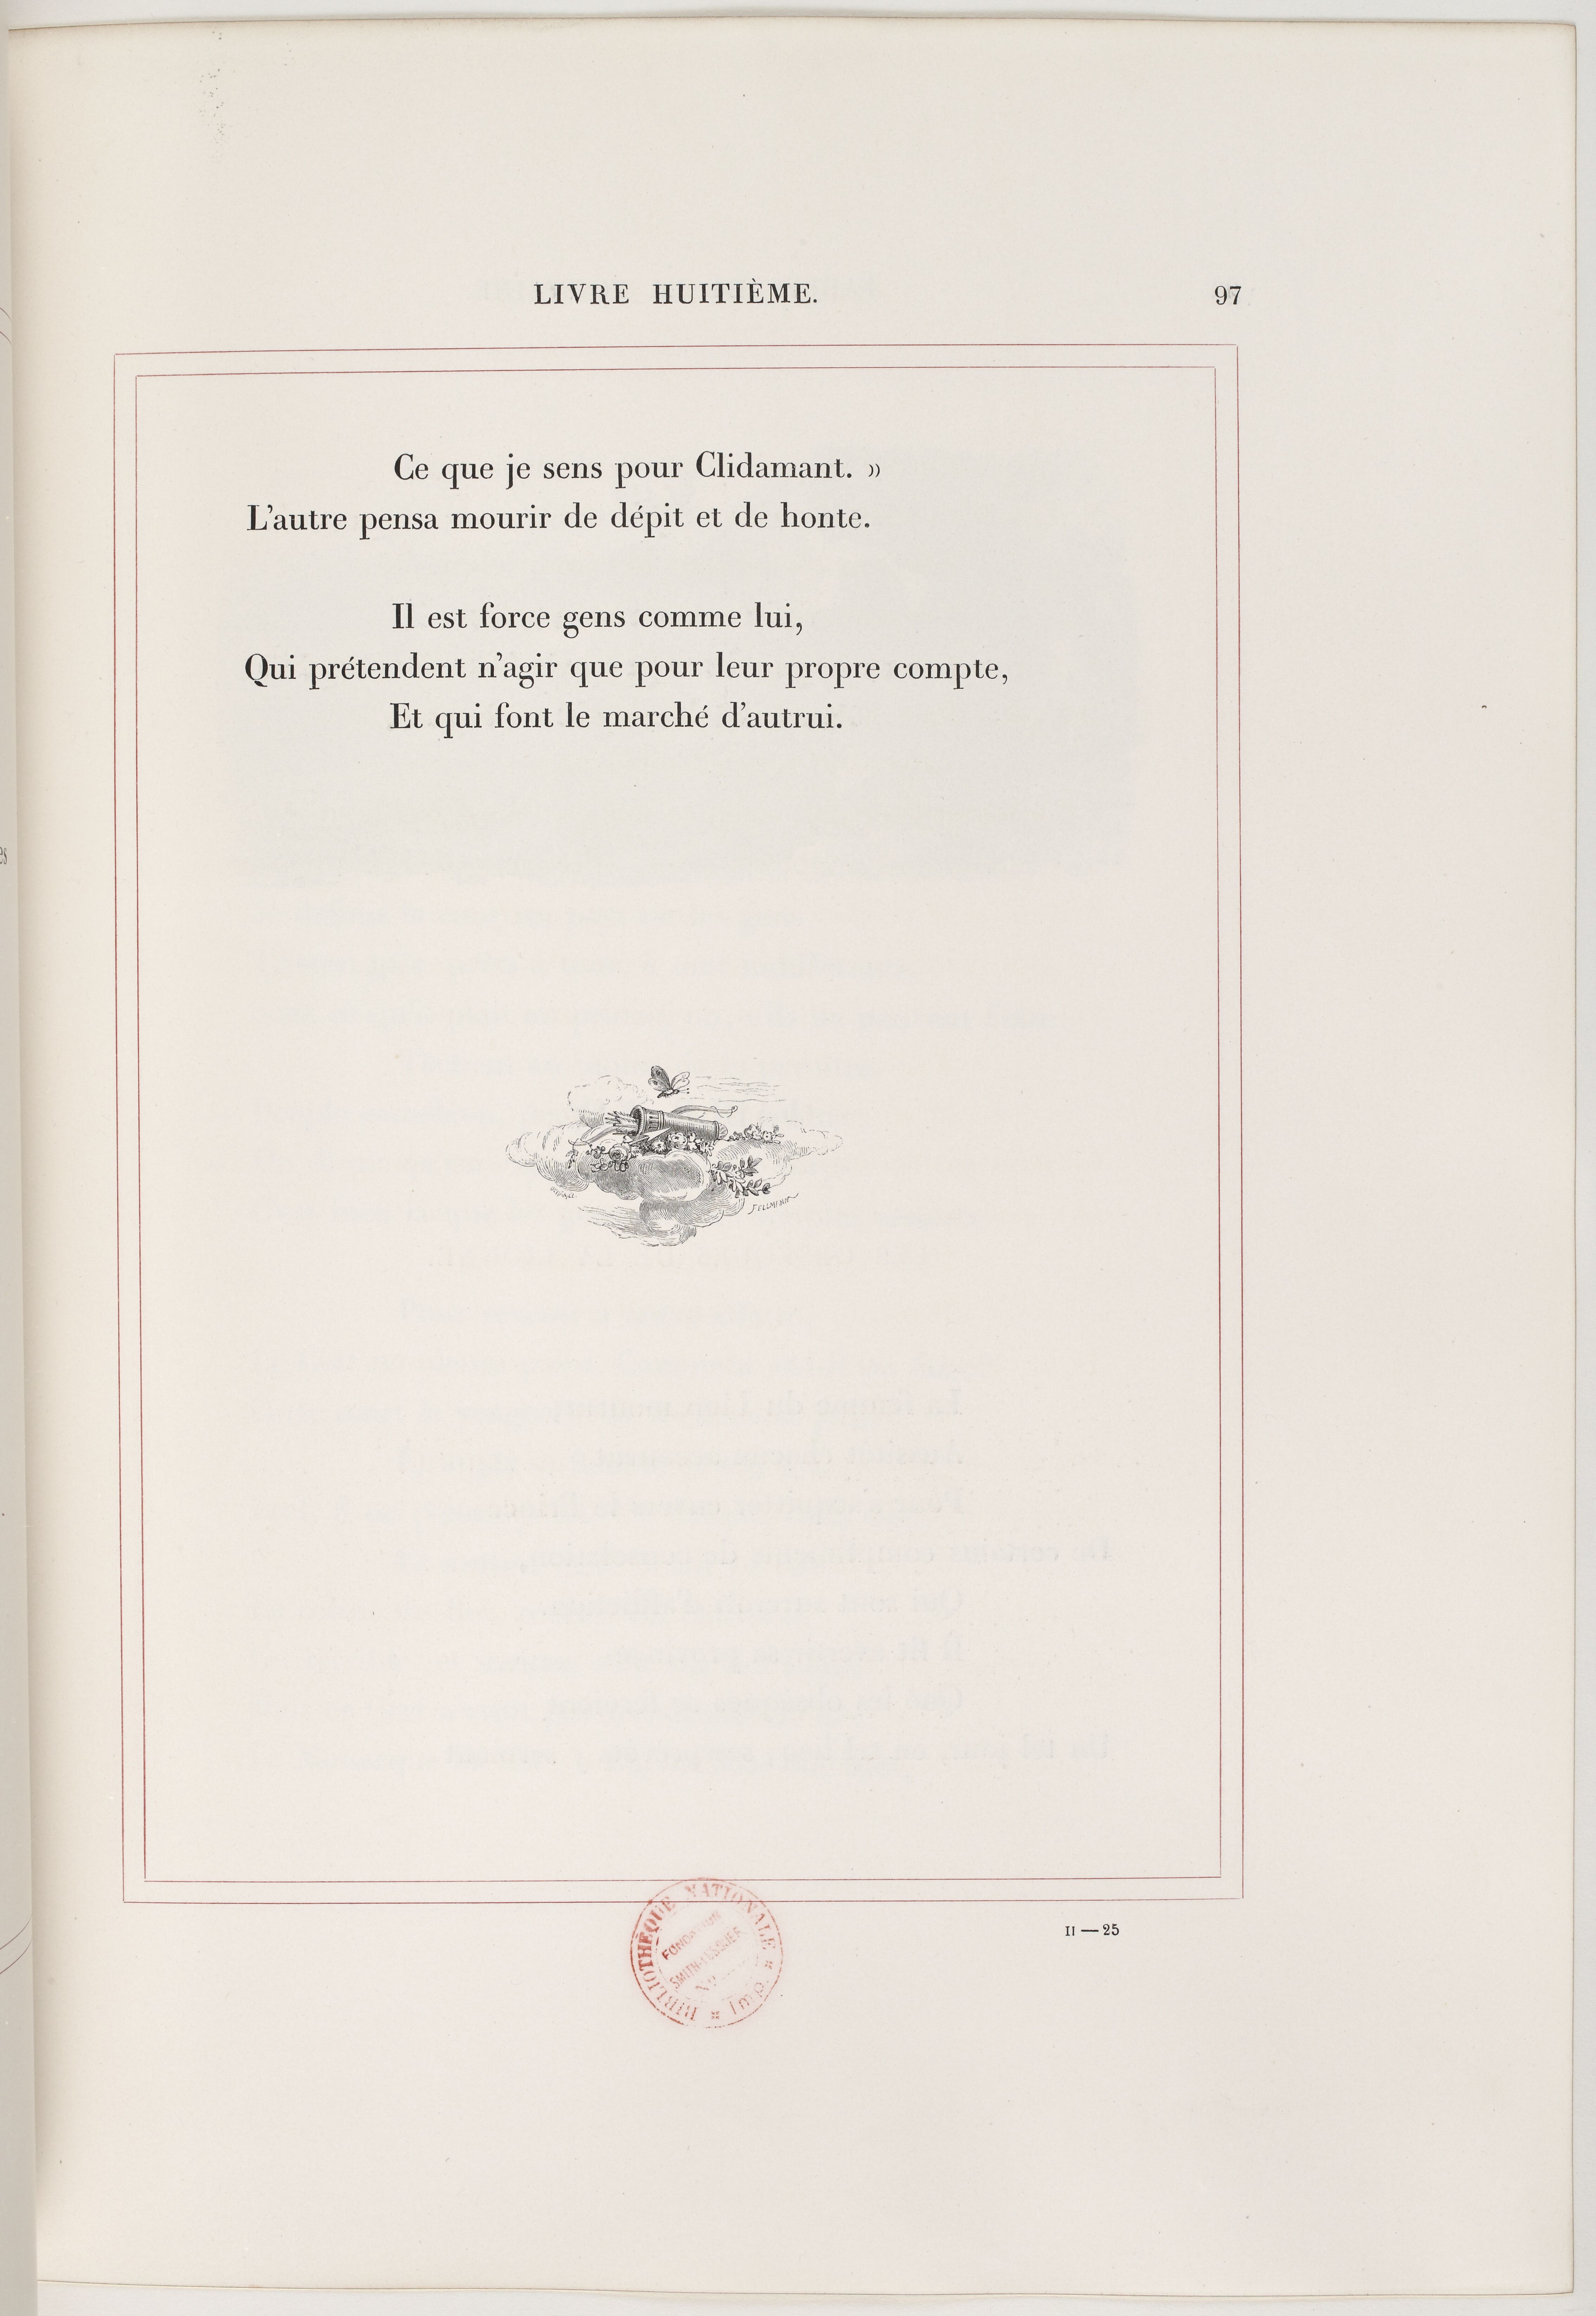 LIVRE HUITIÈME. 97
Ce que je sens pour Clidamant. »
L'autre pensa mourir de dépit et de honte.
Il est force gens comme lui,
Qui prétendent n'agir que pour leur propre compte,
Et qui font le marché d'autrui.
II — 25
BIBLIOTHÈQUE NATIONALE
FONDATION
SMITH-LESOUEF
Imp.